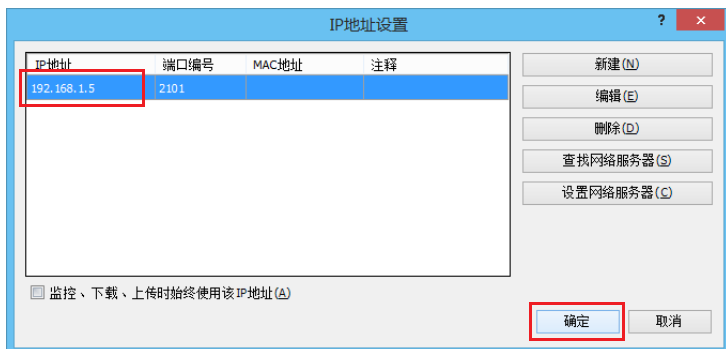 IP地址设置
? ×
IP地址 端口编号 MAC地址 注释
192.168.1.5 2101
新建(N)
编辑(E)
删除(D)
查找网络服务器(S)
设置网络服务器(C)
监控、下载、上传时始终使用该IP地址(A)
确定 取消